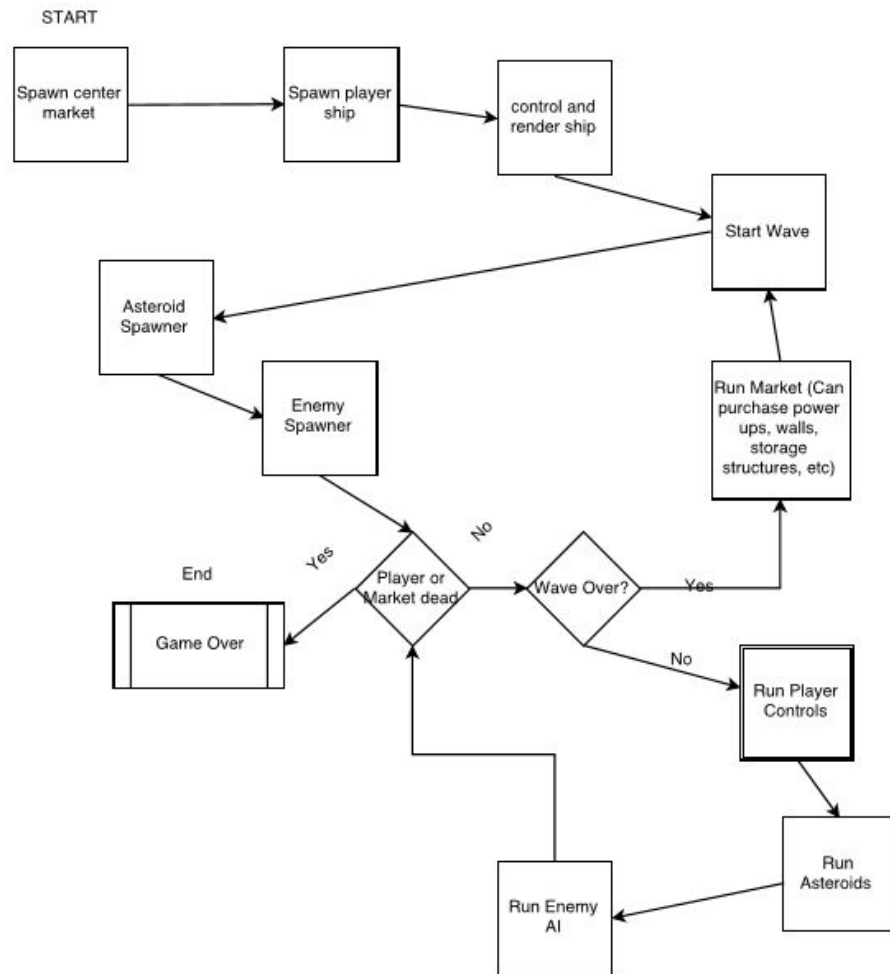 START
Spawn center
market
Spawn player
ship
control and
render ship
Start Wave
Asteroid
Spawner
Enemy
Spawner
Run Market (Can
purchase power
ups, walls,
storage
structures, etc)
No
Yes
End
Player or
Market dead
Wave Over?
Yes
Game Over
No
Run Player
Controls
Run
Asteroids
Run Enemy
AI